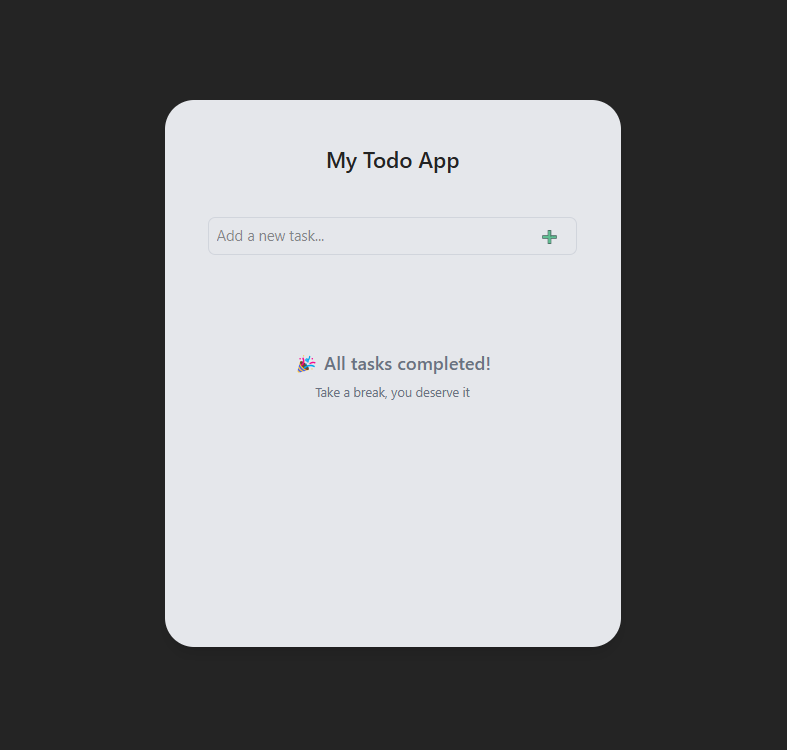 My Todo App
Add a new task...
🎉 All tasks completed!
Take a break, you deserve it